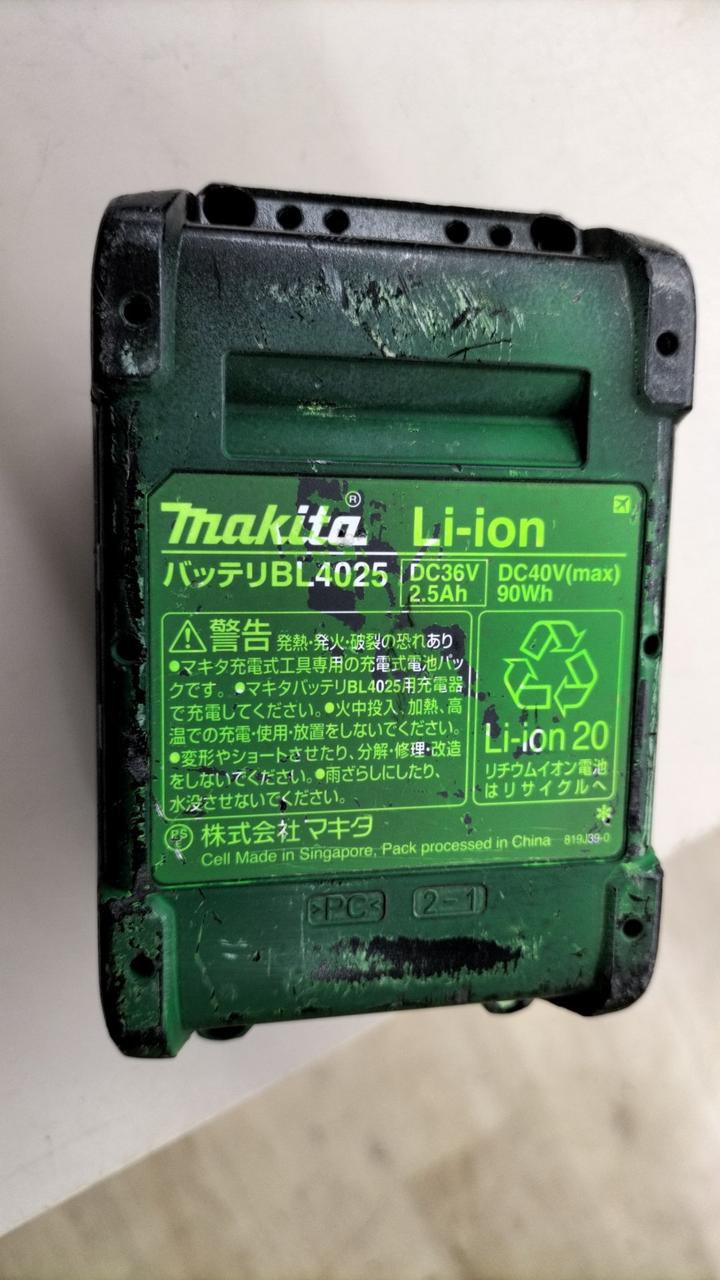 makita® Li-ion
バッテリBL4025 DC36V DC40V(max)
2.5Ah 90Wh
警告 発熱・発火・破裂の恐れあり
●マキタ充電式工具専用の充電式電池パッ
クです。●マキタバッテリBL4025用充電器
で充電してください。●火中投入、加熱、高
温での充電・使用・放置をしないでください。
●変形やショートさせたり、分解・修理・改造
をしないでください。●雨ざらしにしたり、
水没させないでください。
Li-ion 20
リチウムイオン電池
はリサイクルへ
PSE 株式会社マキタ *
Cell Made in Singapore, Pack processed in China 819J39-0
>PC< 2-1